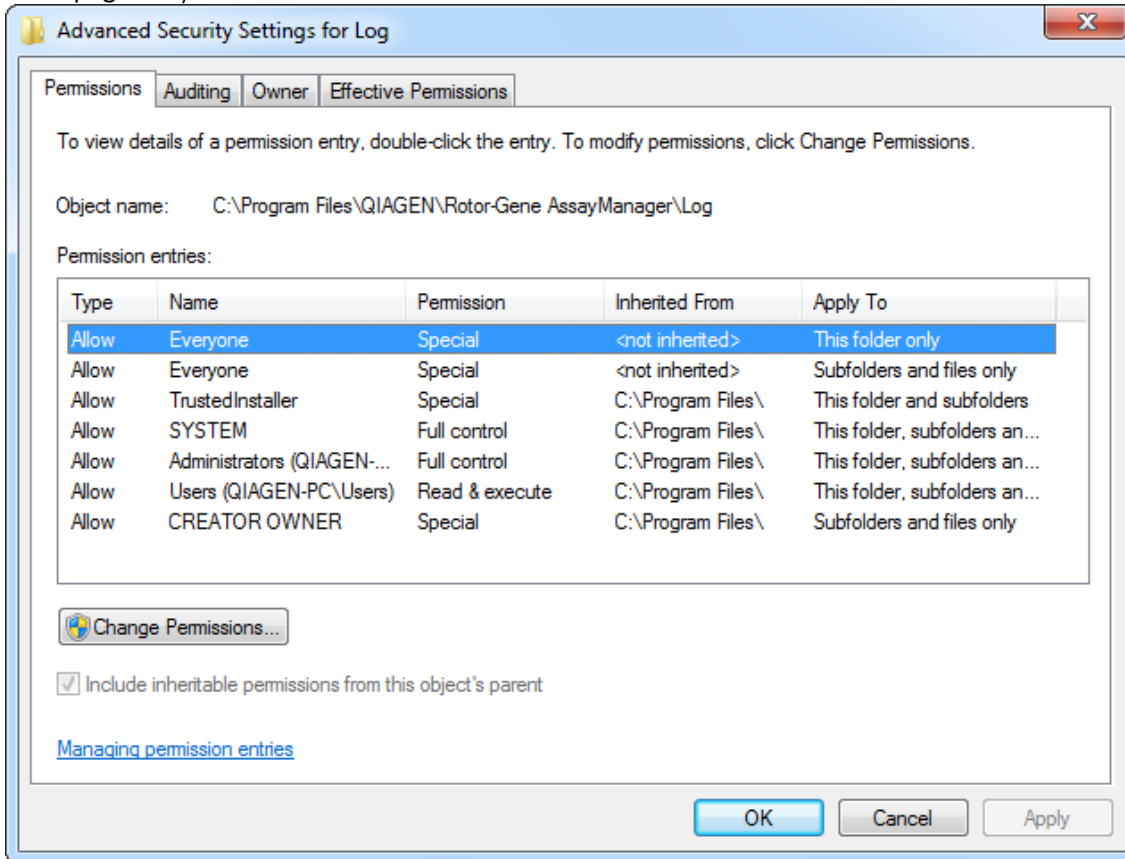 Advanced Security Settings for Log
Permissions Auditing Owner Effective Permissions
To view details of a permission entry, double-click the entry. To modify permissions, click Change Permissions.
Object name: C:\Program Files\QIAGEN\Rotor-Gene AssayManager\Log
Permission entries:
Type Name Permission Inherited From Apply To
Allow Everyone Special <not inherited> This folder only
Allow Everyone Special <not inherited> Subfolders and files only
Allow TrustedInstaller Special C:\Program Files\ This folder and subfolders
Allow SYSTEM Full control C:\Program Files\ This folder, subfolders an...
Allow Administrators (QIAGEN-... Full control C:\Program Files\ This folder, subfolders an...
Allow Users (QIAGEN-PC\Users) Read & execute C:\Program Files\ This folder, subfolders an...
Allow CREATOR OWNER Special C:\Program Files\ Subfolders and files only
Change Permissions...
Include inheritable permissions from this object's parent
Managing permission entries
OK Cancel Apply